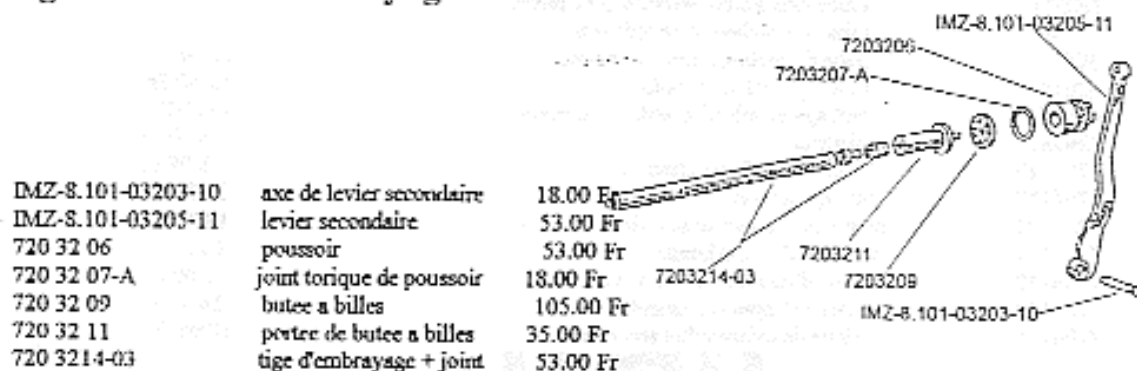 IMZ-8.101-03205-11
7203206
7203207-A
IMZ-8.101-03203-10 axe de levier secondaire 18.00 Fr
IMZ-8.101-03205-11 levier secondaire 53.00 Fr
720 32 06 poussoir 53.00 Fr
720 32 07-A joint torique de poussoir 18.00 Fr
720 32 09 butee a billes 105.00 Fr
720 32 11 portee de butee a billes 35.00 Fr
720 3214-03 tige d'embrayage + joint 53.00 Fr
7203211
7203214-03
7203209
IMZ-8.101-03203-10